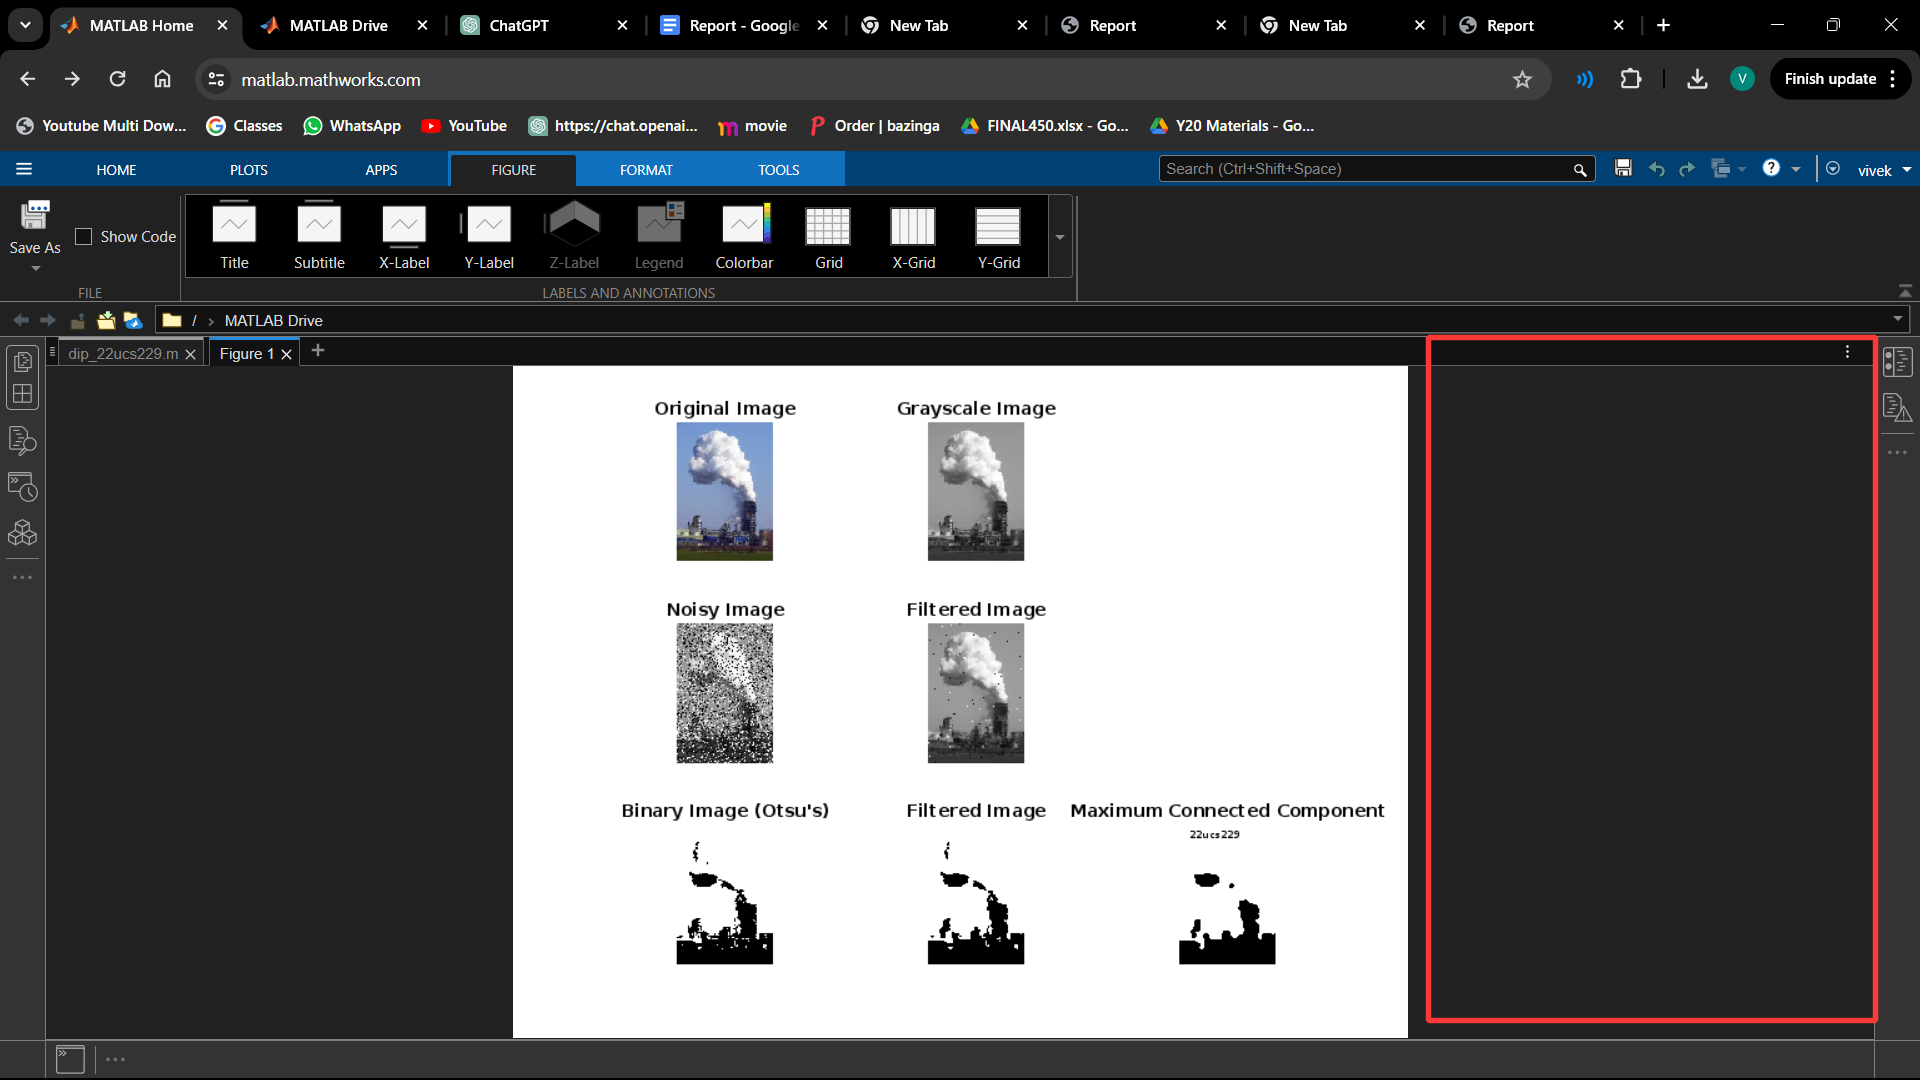 MATLAB Home
MATLAB Drive
ChatGPT
Report - Google
New Tab
Report
New Tab
Report
matlab.mathworks.com
V
Finish update
Youtube Multi Dow...
Classes
WhatsApp
YouTube
https://chat.openai...
movie
Order | bazinga
FINAL450.xlsx - Go...
Y20 Materials - Go...
HOME
PLOTS
APPS
FIGURE
FORMAT
TOOLS
Search (Ctrl+Shift+Space)
vivek
Save As
Show Code
Title
Subtitle
X-Label
Y-Label
Z-Label
Legend
Colorbar
Grid
X-Grid
Y-Grid
FILE
LABELS AND ANNOTATIONS
/ › MATLAB Drive
dip_22ucs229.m
Figure 1
Original Image
Grayscale Image
Noisy Image
Filtered Image
Binary Image (Otsu's)
Filtered Image
Maximum Connected Component
22ucs229